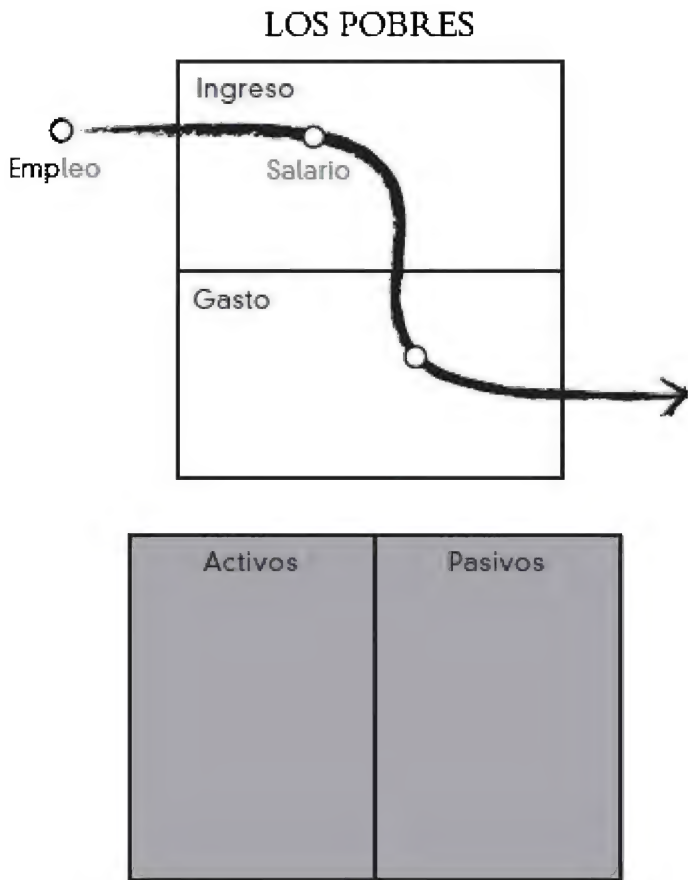 LOS POBRES
Ingreso
Empleo
Salario
Gasto
Activos
Pasivos